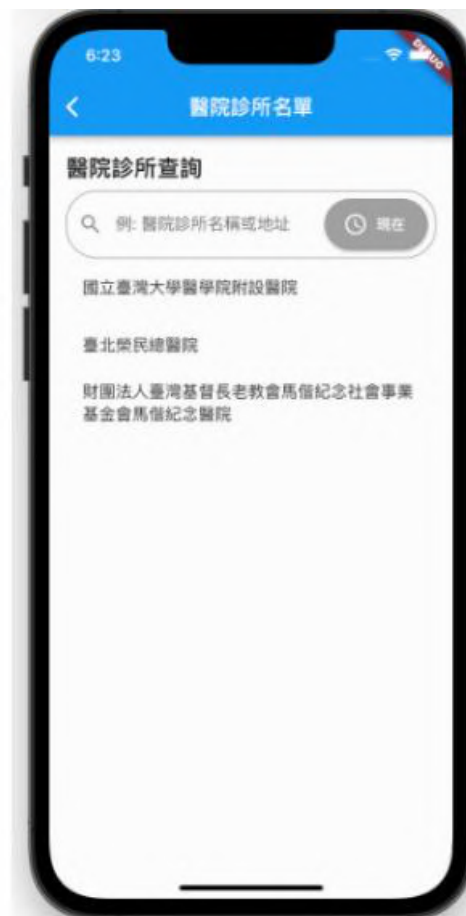 6:23
DEBUG
醫院診所名單
醫院診所查詢
例: 醫院診所名稱或地址
現在
國立臺灣大學醫學院附設醫院
臺北榮民總醫院
財團法人臺灣基督長老教會馬偕紀念社會事業
基金會馬偕紀念醫院